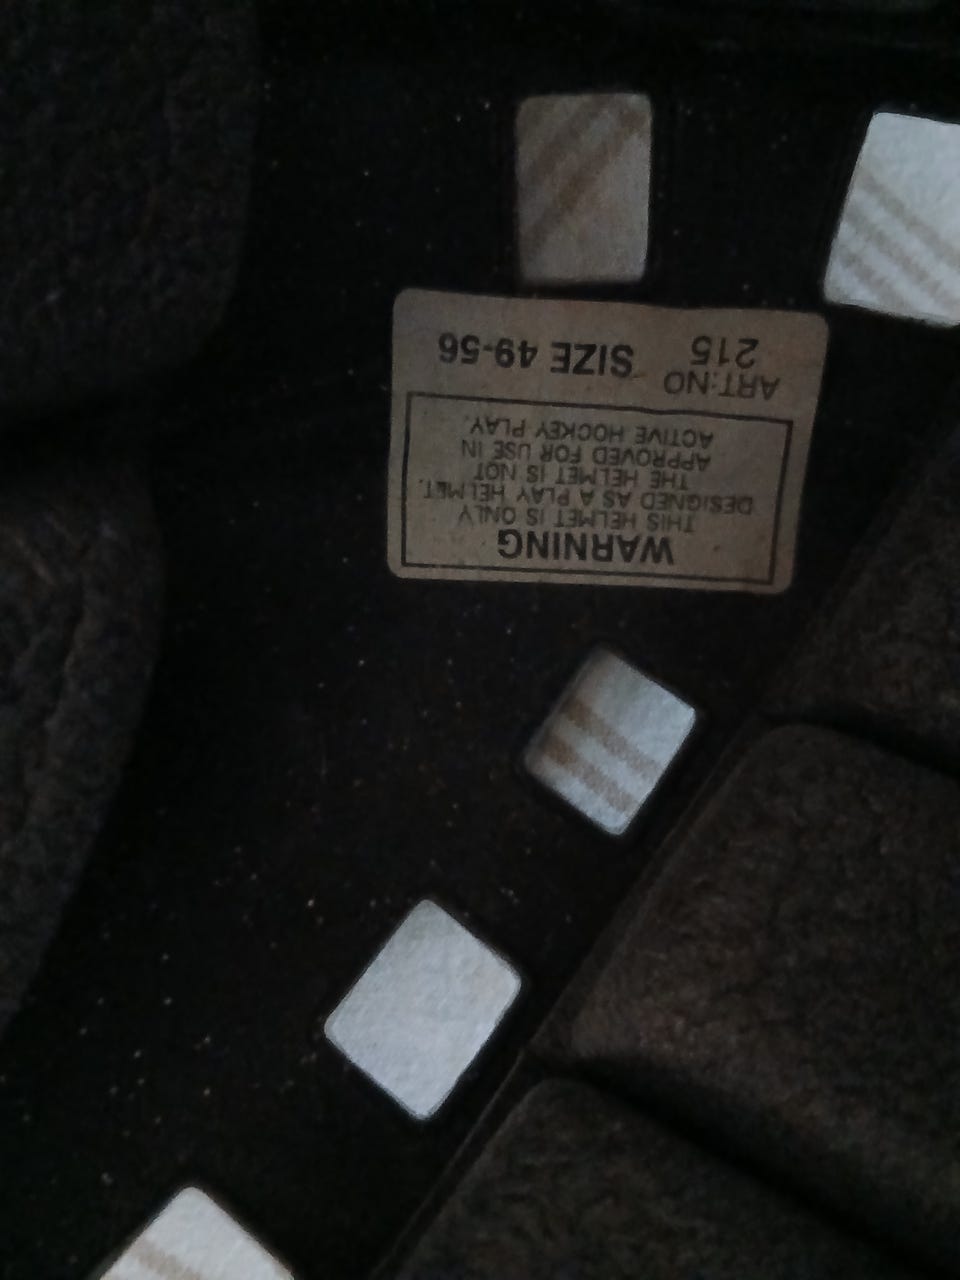 WARNING
THIS HELMET IS ONLY
DESIGNED AS A PLAY HELMET.
THE HELMET IS NOT
APPROVED FOR USE IN
ACTIVE HOCKEY PLAY.
ART:NO
215 SIZE 49-56